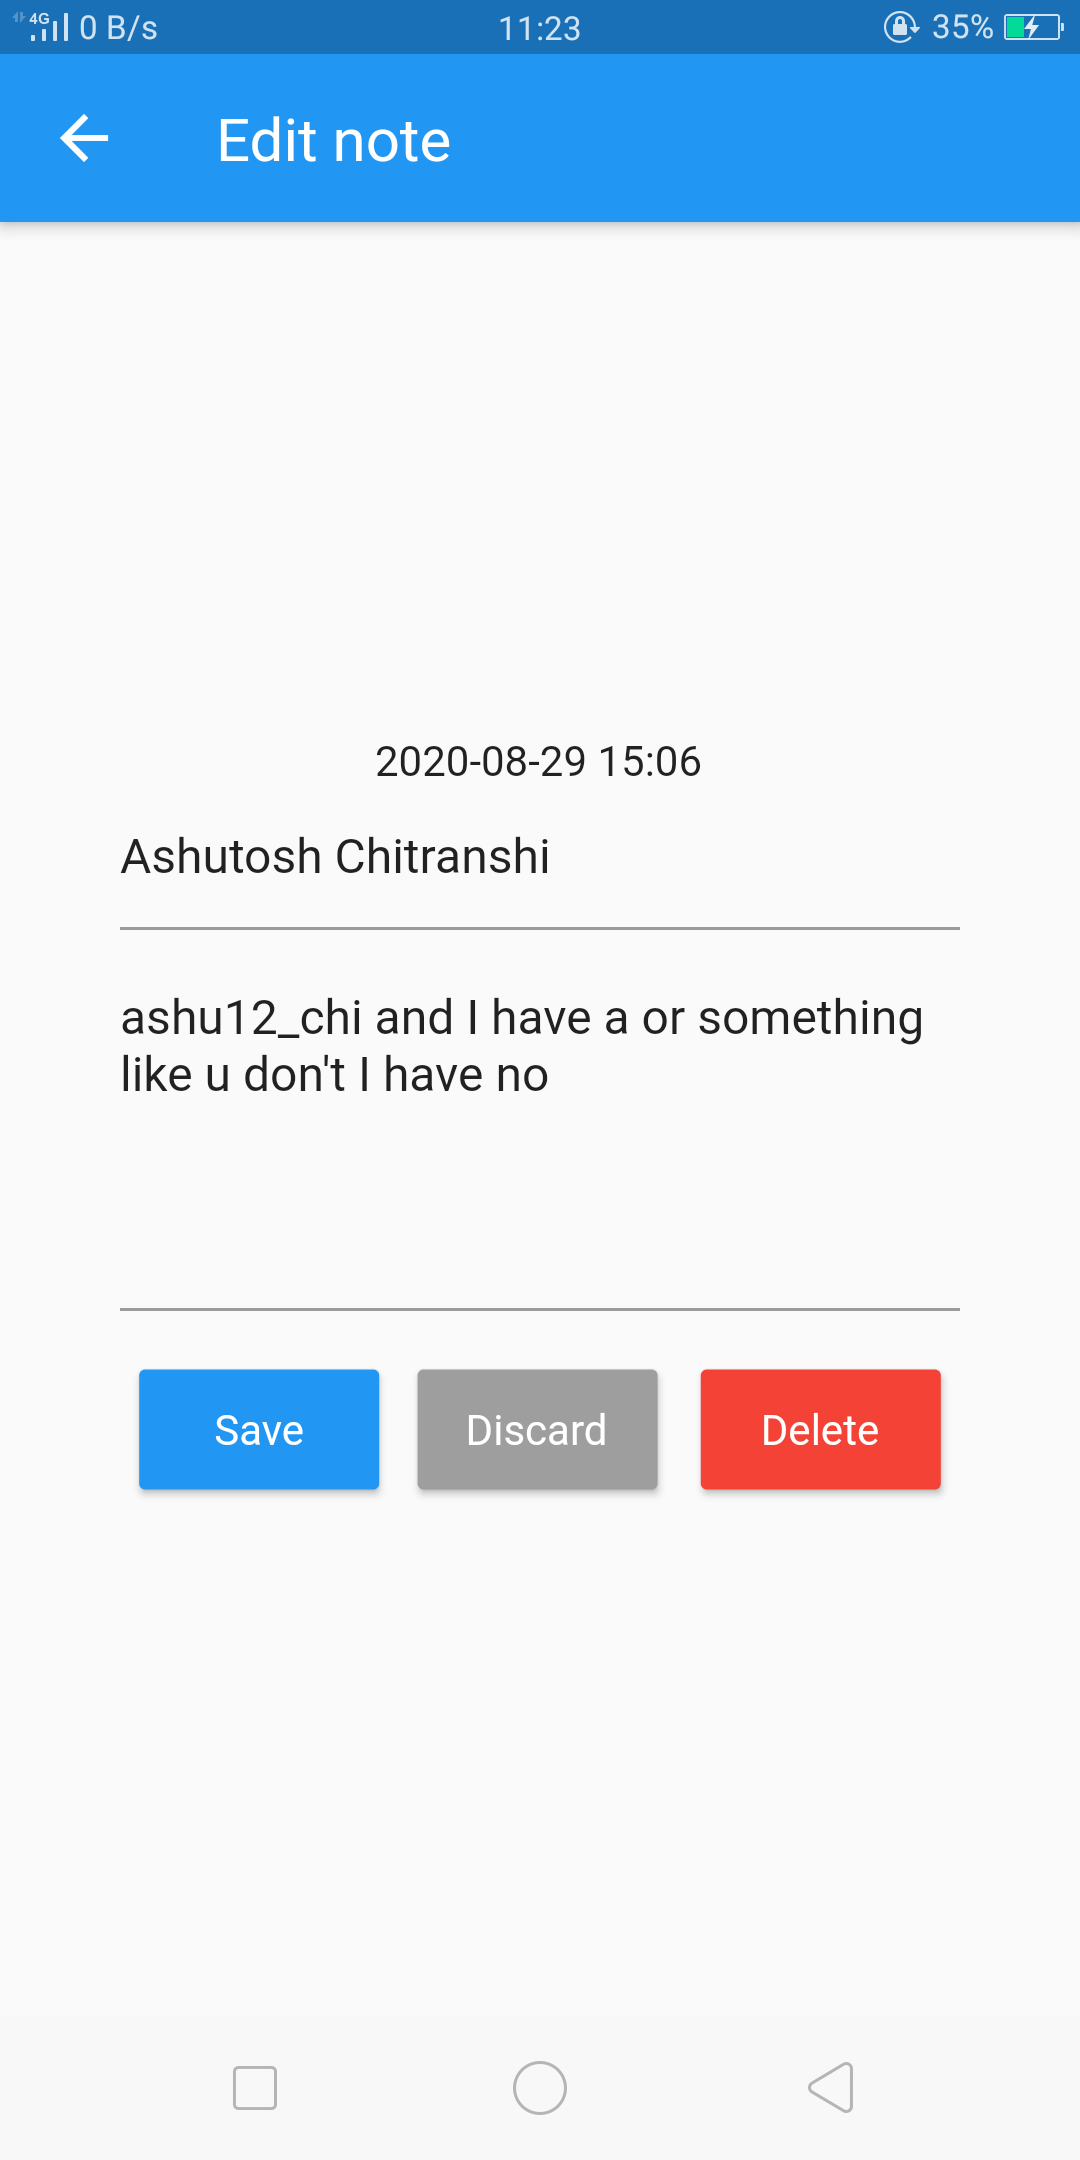 4G 0 B/s 11:23 35%
Edit note
2020-08-29 15:06
Ashutosh Chitranshi
ashu12_chi and I have a or something
like u don't I have no
Save Discard Delete